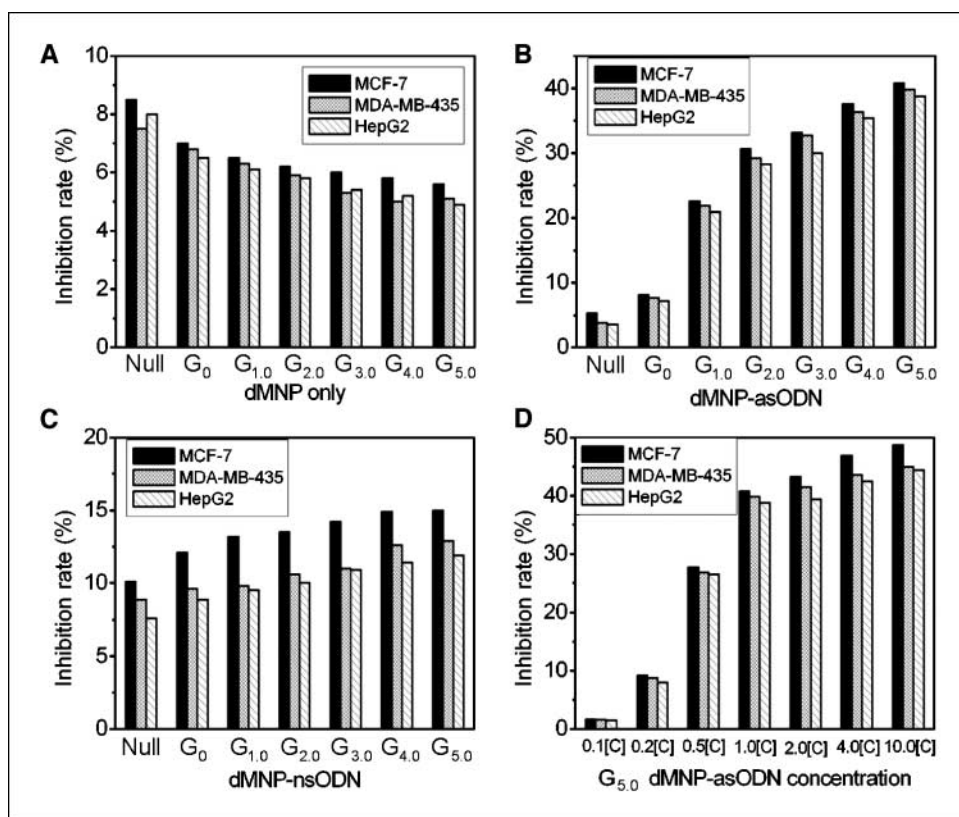 A
10
8
6
4
2
0
Inhibition rate (%)
MCF-7
MDA-MB-435
HepG2
Null G0 G1.0 G2.0 G3.0 G4.0 G5.0
dMNP only
B
40
30
20
10
0
Inhibition rate (%)
MCF-7
MDA-MB-435
HepG2
Null G0 G1.0 G2.0 G3.0 G4.0 G5.0
dMNP-asODN
C
20
15
10
5
0
Inhibition rate (%)
MCF-7
MDA-MB-435
HepG2
Null G0 G1.0 G2.0 G3.0 G4.0 G5.0
dMNP-nsODN
D
50
40
30
20
10
0
Inhibition rate (%)
MCF-7
MDA-MB-435
HepG2
0.1[C] 0.2[C] 0.5[C] 1.0[C] 2.0[C] 4.0[C] 10.0[C]
G5.0 dMNP-asODN concentration